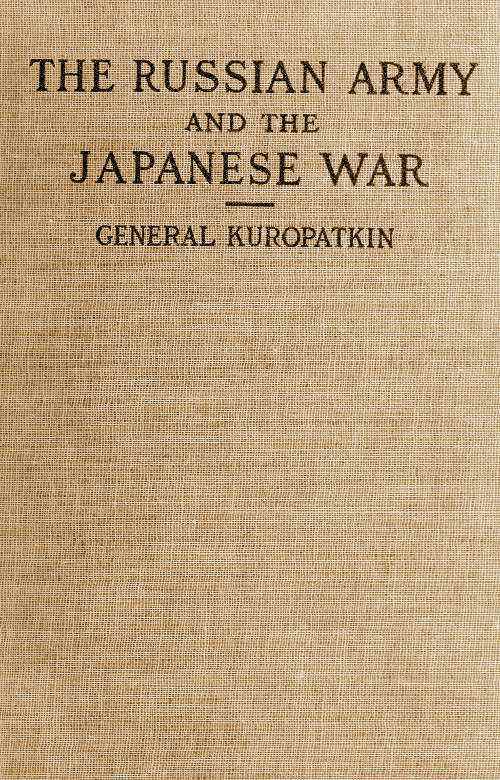 THE RUSSIAN ARMY
AND THE
JAPANESE WAR
GENERAL KUROPATKIN